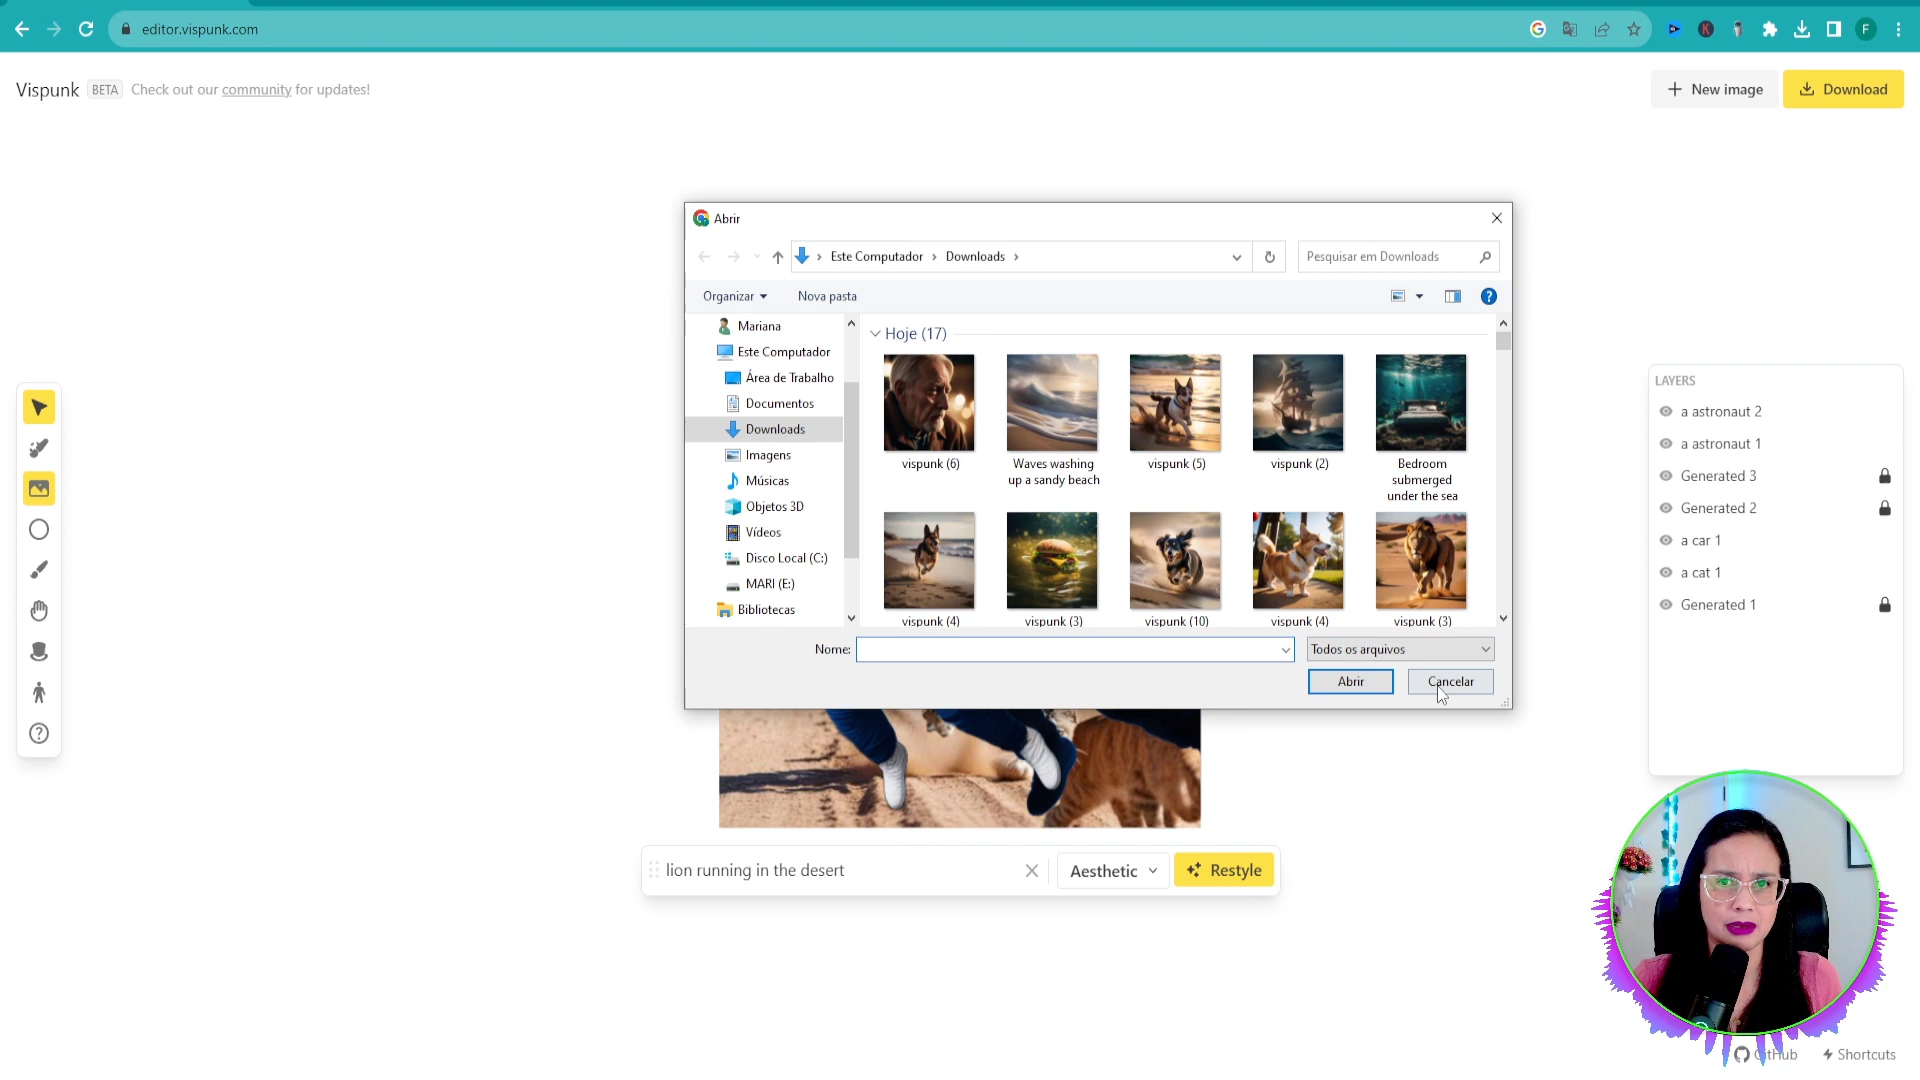 editor.vispunk.com
F
Vispunk BETA Check out our community for updates!
New image
Download
Abrir
Este Computador › Downloads ›
Pesquisar em Downloads
Organizar
Nova pasta
Mariana
Este Computador
Área de Trabalho
Documentos
Downloads
Imagens
Músicas
Objetos 3D
Vídeos
Disco Local (C:)
MARI (E:)
Bibliotecas
Hoje (17)
vispunk (6)
Waves washing
up a sandy beach
vispunk (5)
vispunk (2)
Bedroom
submerged
under the sea
vispunk (4)
vispunk (3)
vispunk (10)
vispunk (4)
vispunk (3)
Nome:
Todos os arquivos
Abrir
Cancelar
LAYERS
a astronaut 2
a astronaut 1
Generated 3
Generated 2
a car 1
a cat 1
Generated 1
lion running in the desert
Aesthetic
Restyle
GitHub
Shortcuts